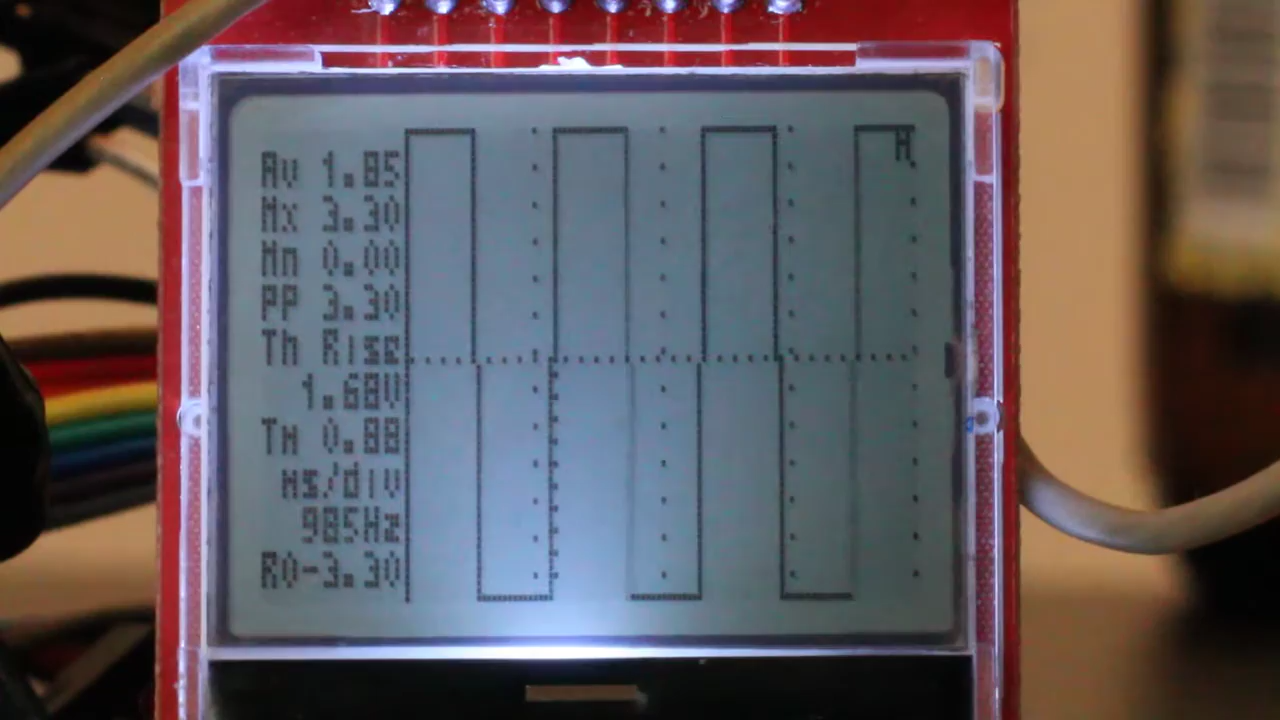 Av 1.85
Mx 3.30
Mn 0.00
PP 3.30
Th Rise
1.68V
Tm 0.88
ms/div
985Hz
R0-3.30